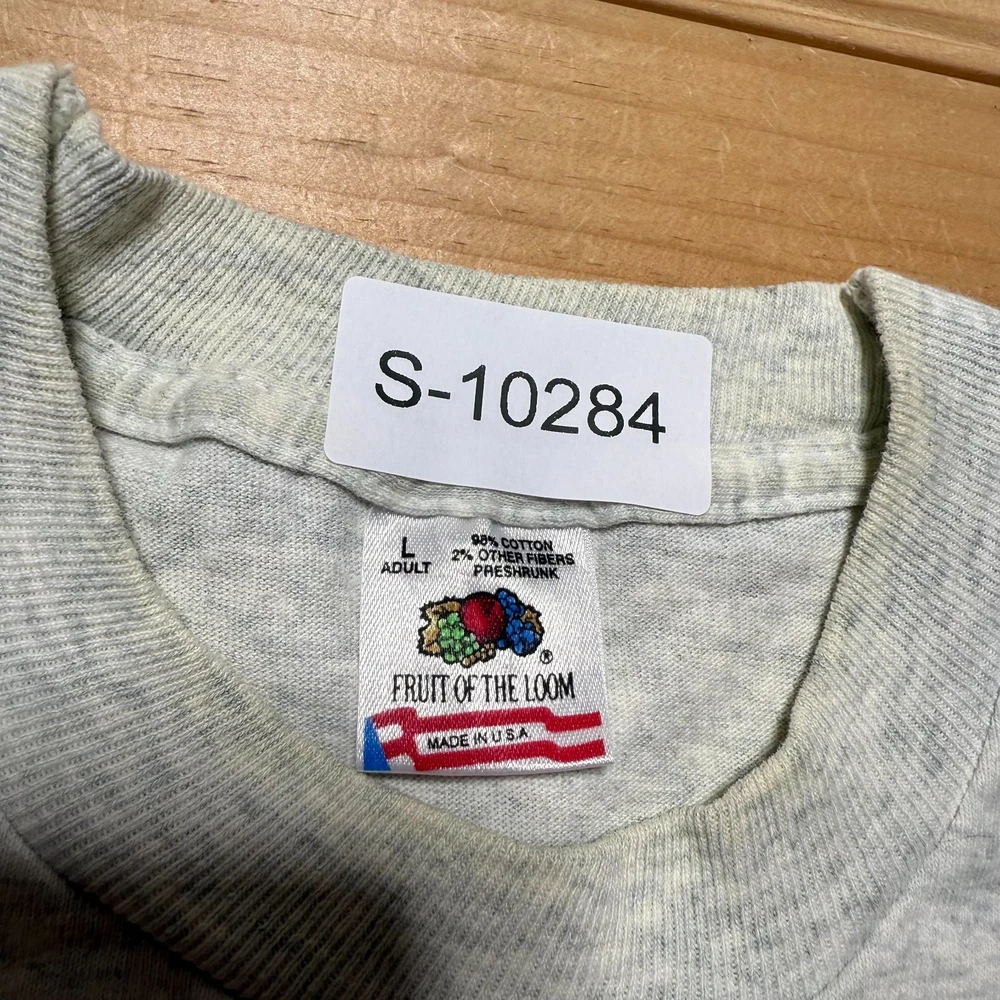 S-10284
L
ADULT
98% COTTON
2% OTHER FIBERS
PRESHRUNK
®
FRUIT OF THE LOOM
MADE IN U.S.A